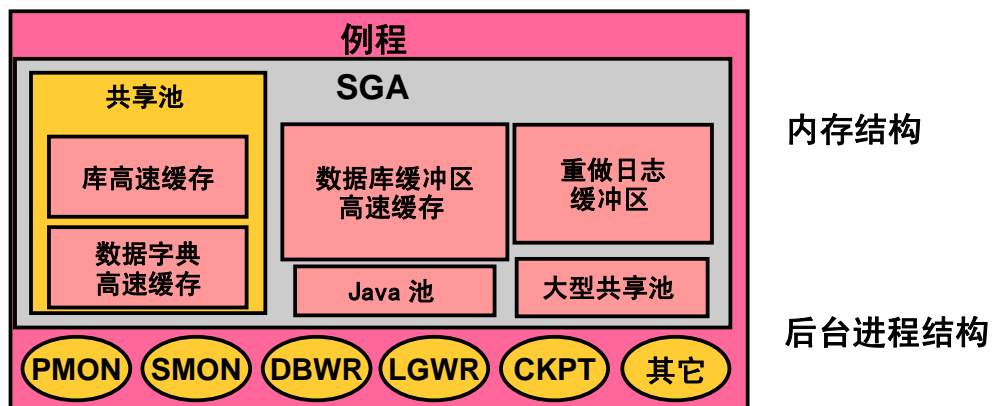 例程
SGA
共享池
库高速缓存
数据字典
高速缓存
数据库缓冲区
高速缓存
重做日志
缓冲区
Java 池
大型共享池
内存结构
PMON
SMON
DBWR
LGWR
CKPT
其它
后台进程结构